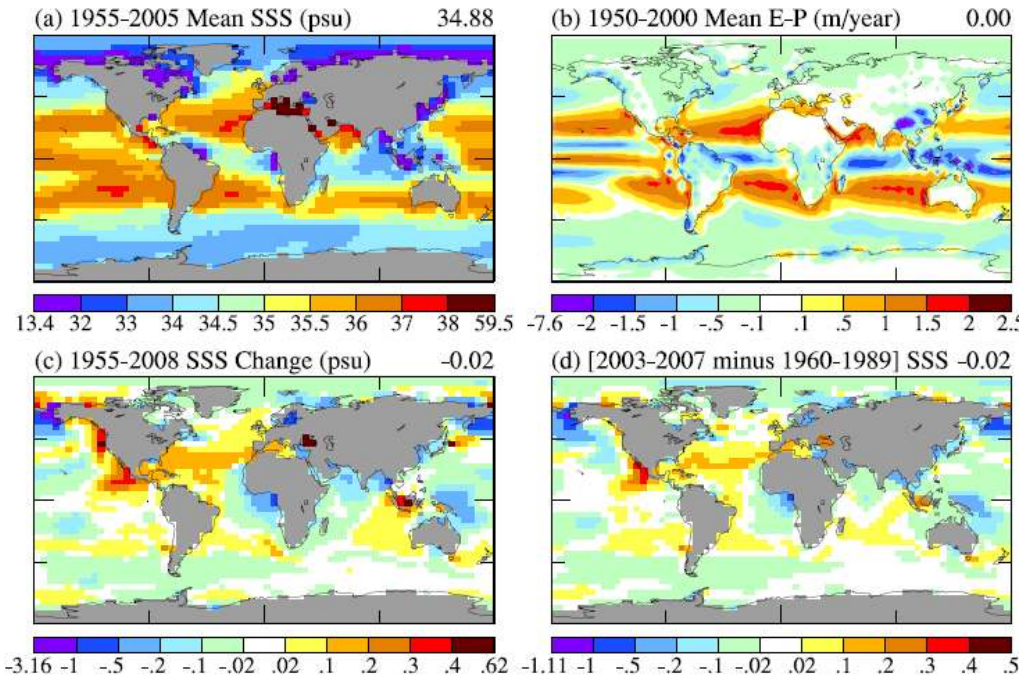 (a) 1955-2005 Mean SSS (psu) 34.88
(b) 1950-2000 Mean E-P (m/year) 0.00
13.4 32 33 34 34.5 35 35.5 36 37 38 59.5
-7.6 -2 -1.5 -1 -.5 -.1 .1 .5 1 1.5 2 2.5
(c) 1955-2008 SSS Change (psu) -0.02
(d) [2003-2007 minus 1960-1989] SSS -0.02
-3.16 -1 -.5 -.2 -.1 -.02 .02 .1 .2 .3 .4 .62
-1.11 -1 -.5 -.2 -.1 -.02 .02 .1 .2 .3 .4 .5